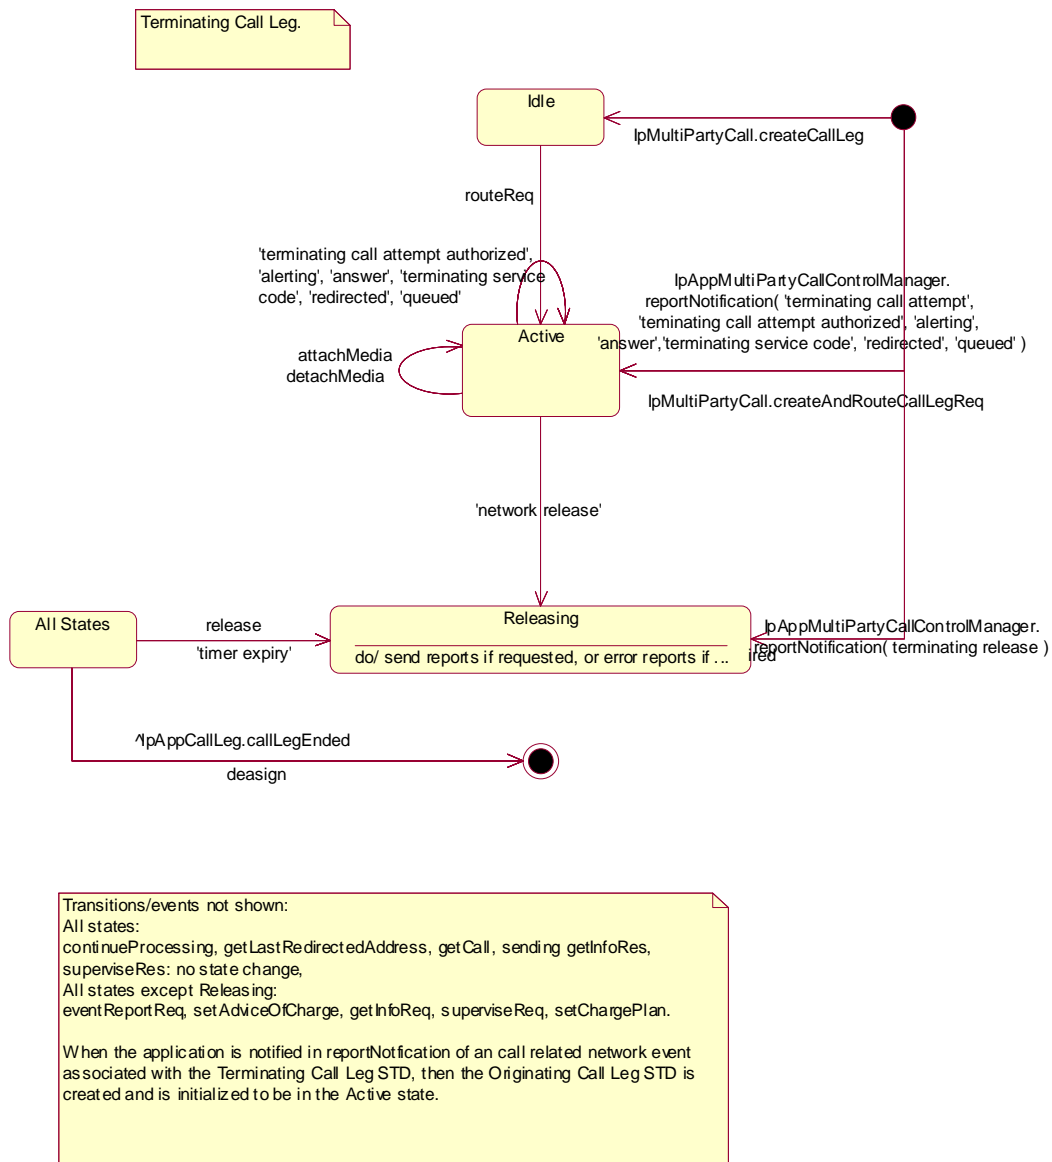 Terminating Call Leg.
Idle
IpMultiPartyCall.createCallLeg
routeReq
'terminating call attempt authorized',
'alerting', 'answer', 'terminating service
code', 'redirected', 'queued'
IpAppMultiPartyCallControlManager.
reportNotification( 'terminating call attempt',
'teminating call attempt authorized', 'alerting',
'answer','terminating service code', 'redirected', 'queued' )
Active
attachMedia
detachMedia
IpMultiPartyCall.createAndRouteCallLegReq
'network release'
All States
release
'timer expiry'
Releasing
do/ send reports if requested, or error reports if ...
ired
IpAppMultiPartyCallControlManager.
reportNotification( terminating release )
^IpAppCallLeg.callLegEnded
deasign
Transitions/events not shown:
All states:
continueProcessing, getLastRedirectedAddress, getCall, sending getInfoRes,
superviseRes: no state change,
All states except Releasing:
eventReportReq, setAdviceOfCharge, getInfoReq, superviseReq, setChargePlan.
When the application is notified in reportNotfication of an call related network event
associated with the Terminating Call Leg STD, then the Originating Call Leg STD is
created and is initialized to be in the Active state.